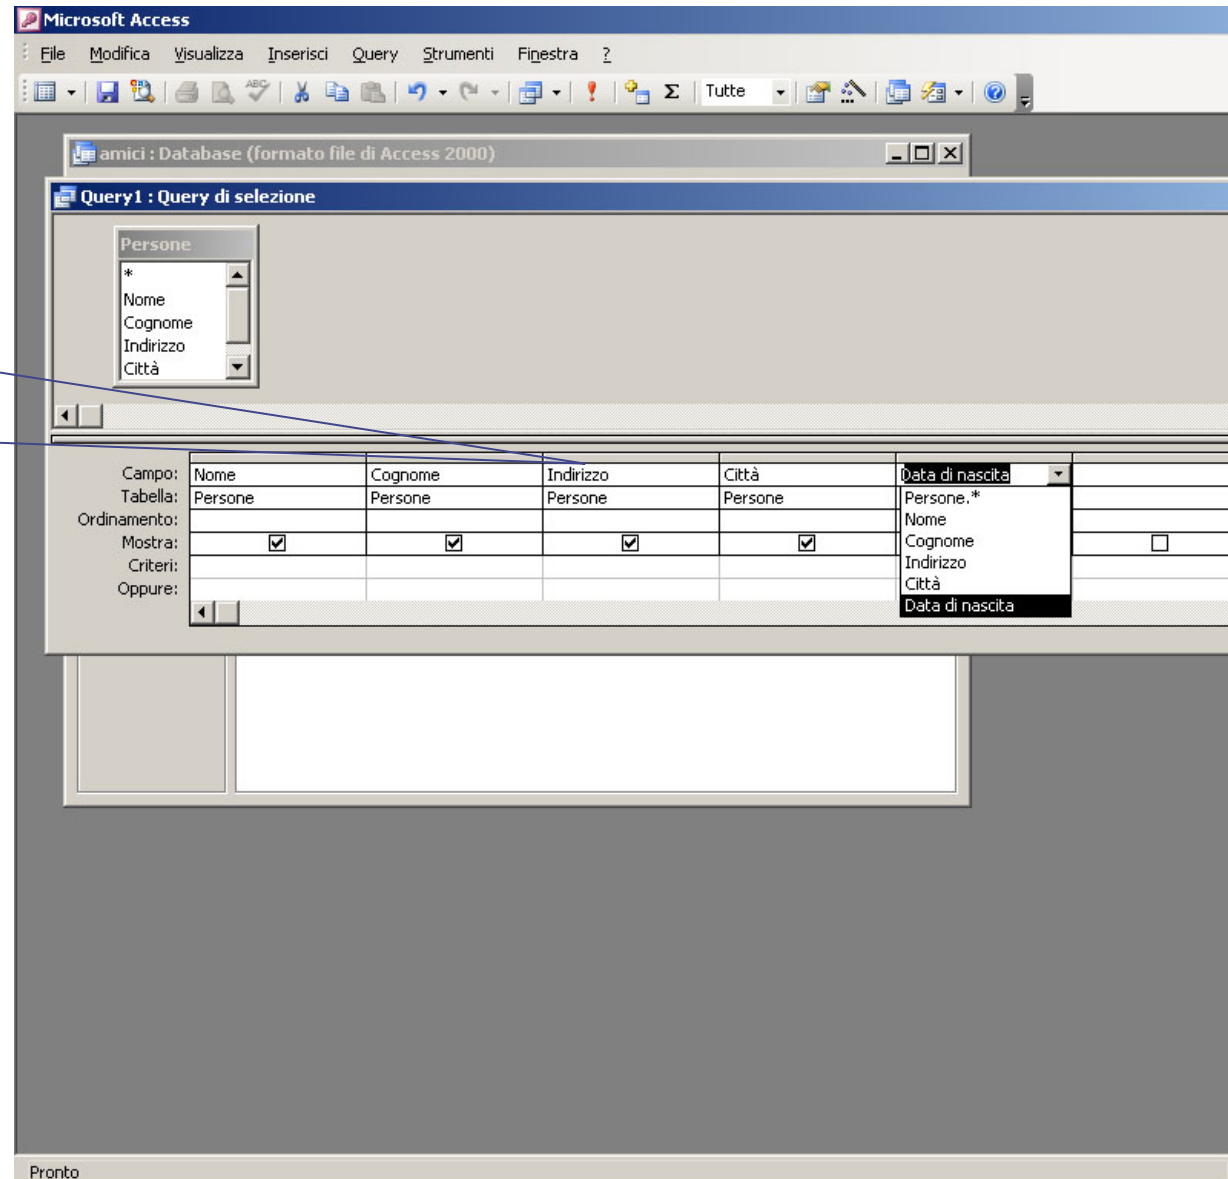 Microsoft Access
File Modifica Visualizza Inserisci Query Strumenti Finestra ?
ABC Σ Tutte
amici : Database (formato file di Access 2000)
Query1 : Query di selezione
Persone
*
Nome
Cognome
Indirizzo
Città
Campo: Nome Cognome Indirizzo Città Data di nascita
Tabella: Persone Persone Persone Persone Persone.*
Ordinamento: Nome
Mostra: Cognome
Criteri: Indirizzo
Oppure: Città
Data di nascita
Pronto